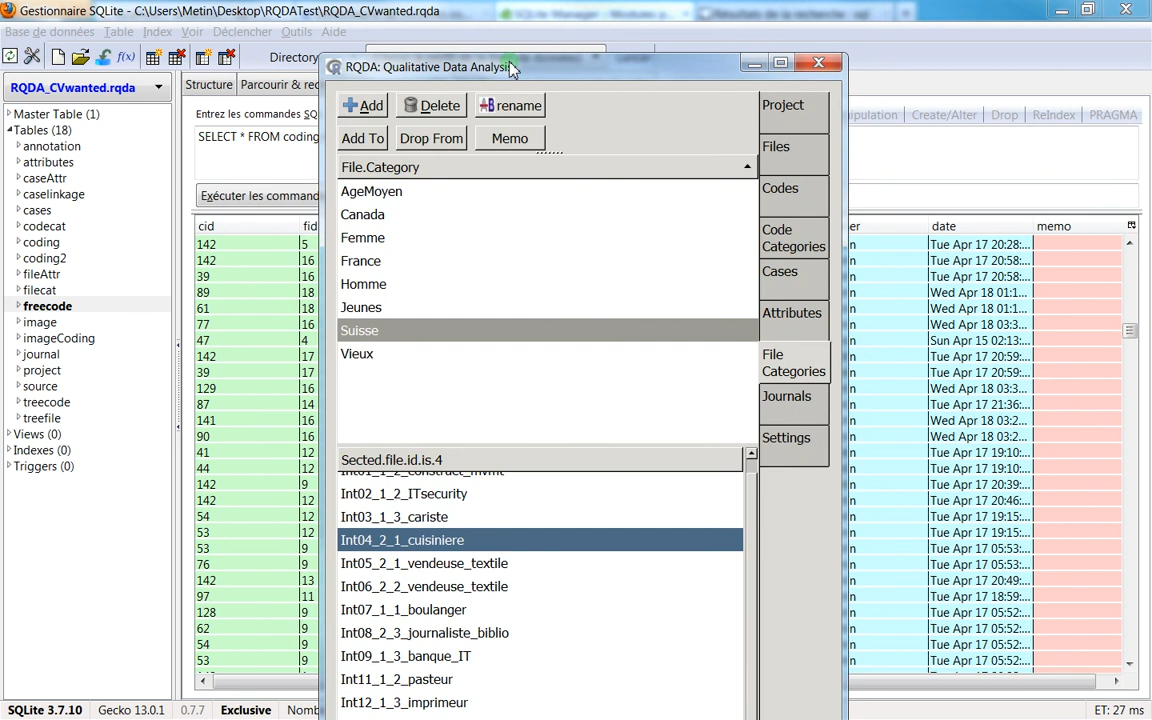 Gestionnaire SQLite - C:\Users\Metin\Desktop\RQDATest\RQDA_CVwanted.rqda
Base de données Table Index Voir Déclencher Outils Aide
f(x) Directory
RQDA_CVwanted.rqda
Structure Parcourir & rec
Create/Alter Drop ReIndex PRAGMA
Entrez les commandes SQ
SELECT * FROM coding
Exécuter les command
Master Table (1)
Tables (18)
annotation
attributes
caseAttr
caselinkage
cases
codecat
coding
coding2
fileAttr
filecat
freecode
image
imageCoding
journal
project
source
treecode
treefile
Views (0)
Indexes (0)
Triggers (0)
cid fid
142 5
142 16
39 16
89 18
61 18
77 16
47 4
142 17
39 17
129 16
87 14
141 16
90 16
41 12
44 12
142 9
142 12
54 12
53 12
53 9
76 9
142 13
97 11
128 9
62 9
54 9
53 9
RQDA: Qualitative Data Analysis
Add Delete rename
Add To Drop From Memo
File.Category
AgeMoyen
Canada
Femme
France
Homme
Jeunes
Suisse
Vieux
Sected.file.id.is.4
Int02_1_2_ITsecurity
Int03_1_3_cariste
Int04_2_1_cuisiniere
Int05_2_1_vendeuse_textile
Int06_2_2_vendeuse_textile
Int07_1_1_boulanger
Int08_2_3_journaliste_biblio
Int09_1_3_banque_IT
Int11_1_2_pasteur
Int12_1_3_imprimeur
Project
Files
Codes
Code
Categories
Cases
Attributes
File
Categories
Journals
Settings
er date memo
n Tue Apr 17 20:28:...
n Tue Apr 17 20:58:...
n Tue Apr 17 20:58:...
n Wed Apr 18 01:1...
n Wed Apr 18 01:1...
n Wed Apr 18 03:3...
n Sun Apr 15 02:13:...
n Tue Apr 17 20:59:...
n Tue Apr 17 20:59:...
n Wed Apr 18 03:3...
n Tue Apr 17 21:36:...
n Wed Apr 18 03:2...
n Wed Apr 18 03:2...
n Tue Apr 17 19:10:...
n Tue Apr 17 19:10:...
n Tue Apr 17 20:39:...
n Tue Apr 17 20:46:...
n Tue Apr 17 19:15:...
n Tue Apr 17 19:15:...
n Tue Apr 17 05:53:...
n Tue Apr 17 05:53:...
n Tue Apr 17 20:49:...
n Tue Apr 17 18:59:...
n Tue Apr 17 05:52:...
n Tue Apr 17 05:52:...
n Tue Apr 17 05:52:...
n Tue Apr 17 05:52:...
SQLite 3.7.10 Gecko 13.0.1 0.7.7 Exclusive Nomb
ET: 27 ms